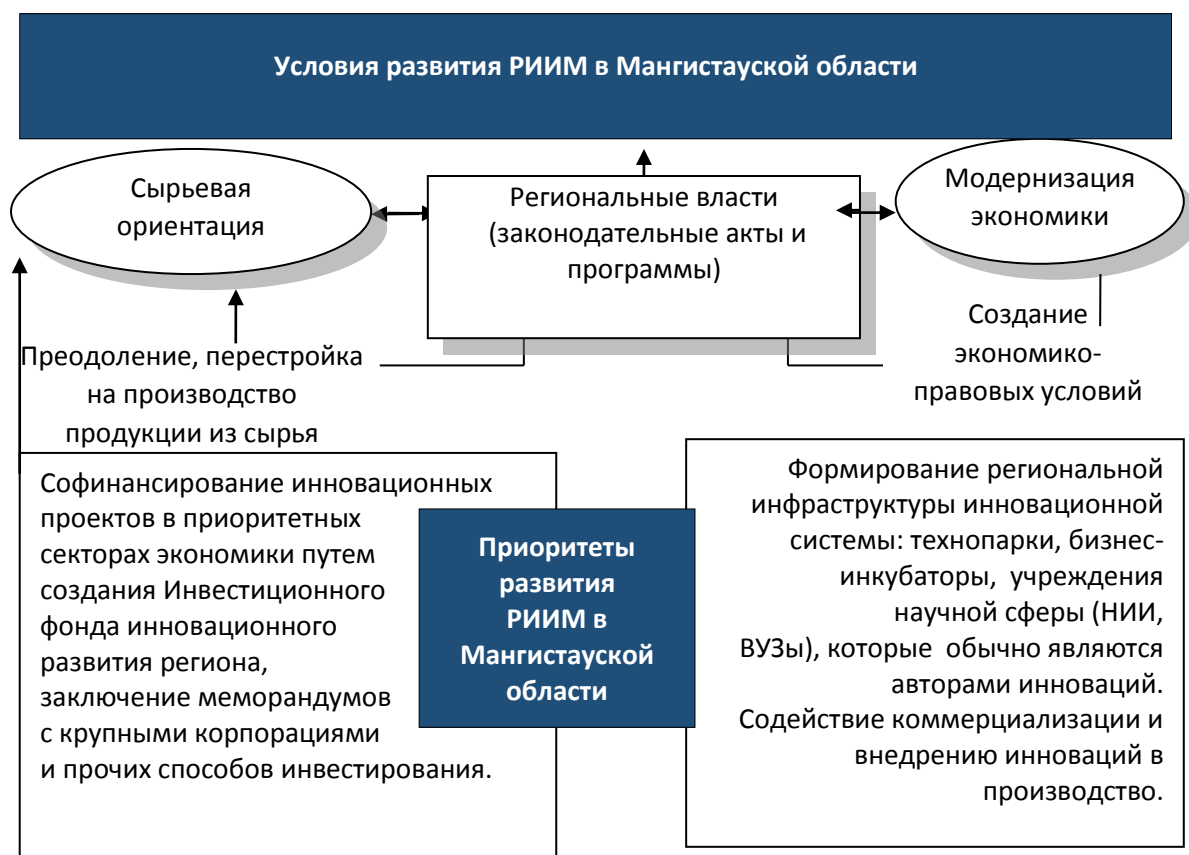 Условия развития РИИМ в Мангистауской области
Сырьевая
ориентация
Региональные власти
(законодательные акты и
программы)
Модернизация
экономики
Преодоление, перестройка
на производство
продукции из сырья
Создание
экономико-
правовых условий
Софинансирование инновационных
проектов в приоритетных
секторах экономики путем
создания Инвестиционного
фонда инновационного
развития региона,
заключение меморандумов
с крупными корпорациями
и прочих способов инвестирования.
Приоритеты
развития
РИИМ в
Мангистауской
области
Формирование региональной
инфраструктуры инновационной
системы: технопарки, бизнес-
инкубаторы, учреждения
научной сферы (НИИ,
ВУЗы), которые обычно являются
авторами инноваций.
Содействие коммерциализации и
внедрению инноваций в
производство.